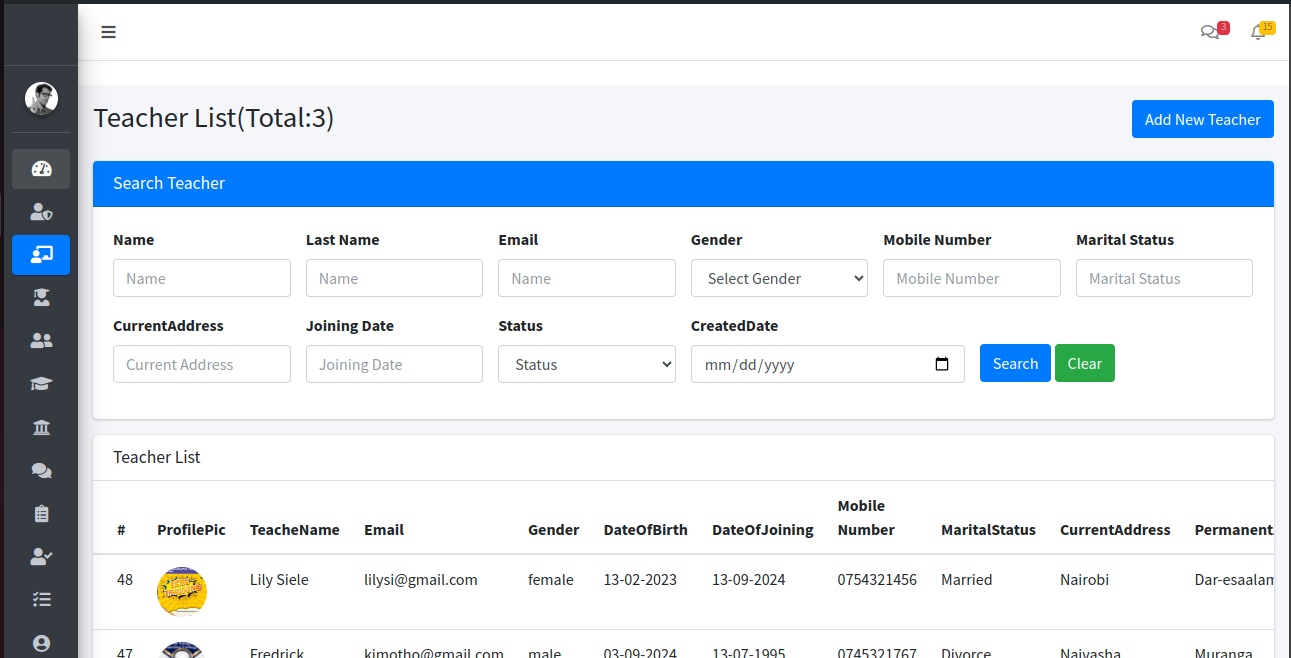 3
15
Teacher List(Total:3)
Add New Teacher
Search Teacher
Name Last Name Email Gender Mobile Number Marital Status
Name Name Name Select Gender Mobile Number Marital Status
CurrentAddress Joining Date Status CreatedDate
Current Address Joining Date Status mm/dd/yyyy Search Clear
Teacher List
# ProfilePic TeacheName Email Gender DateOfBirth DateOfJoining Mobile Number MaritalStatus CurrentAddress Permanent
48 Lily Siele lilysi@gmail.com female 13-02-2023 13-09-2024 0754321456 Married Nairobi Dar-esaalam
47 Fredrick kimotho@gmail.com male 03-09-2024 13-07-1995 0745321767 Divorce Naivasha Muranga